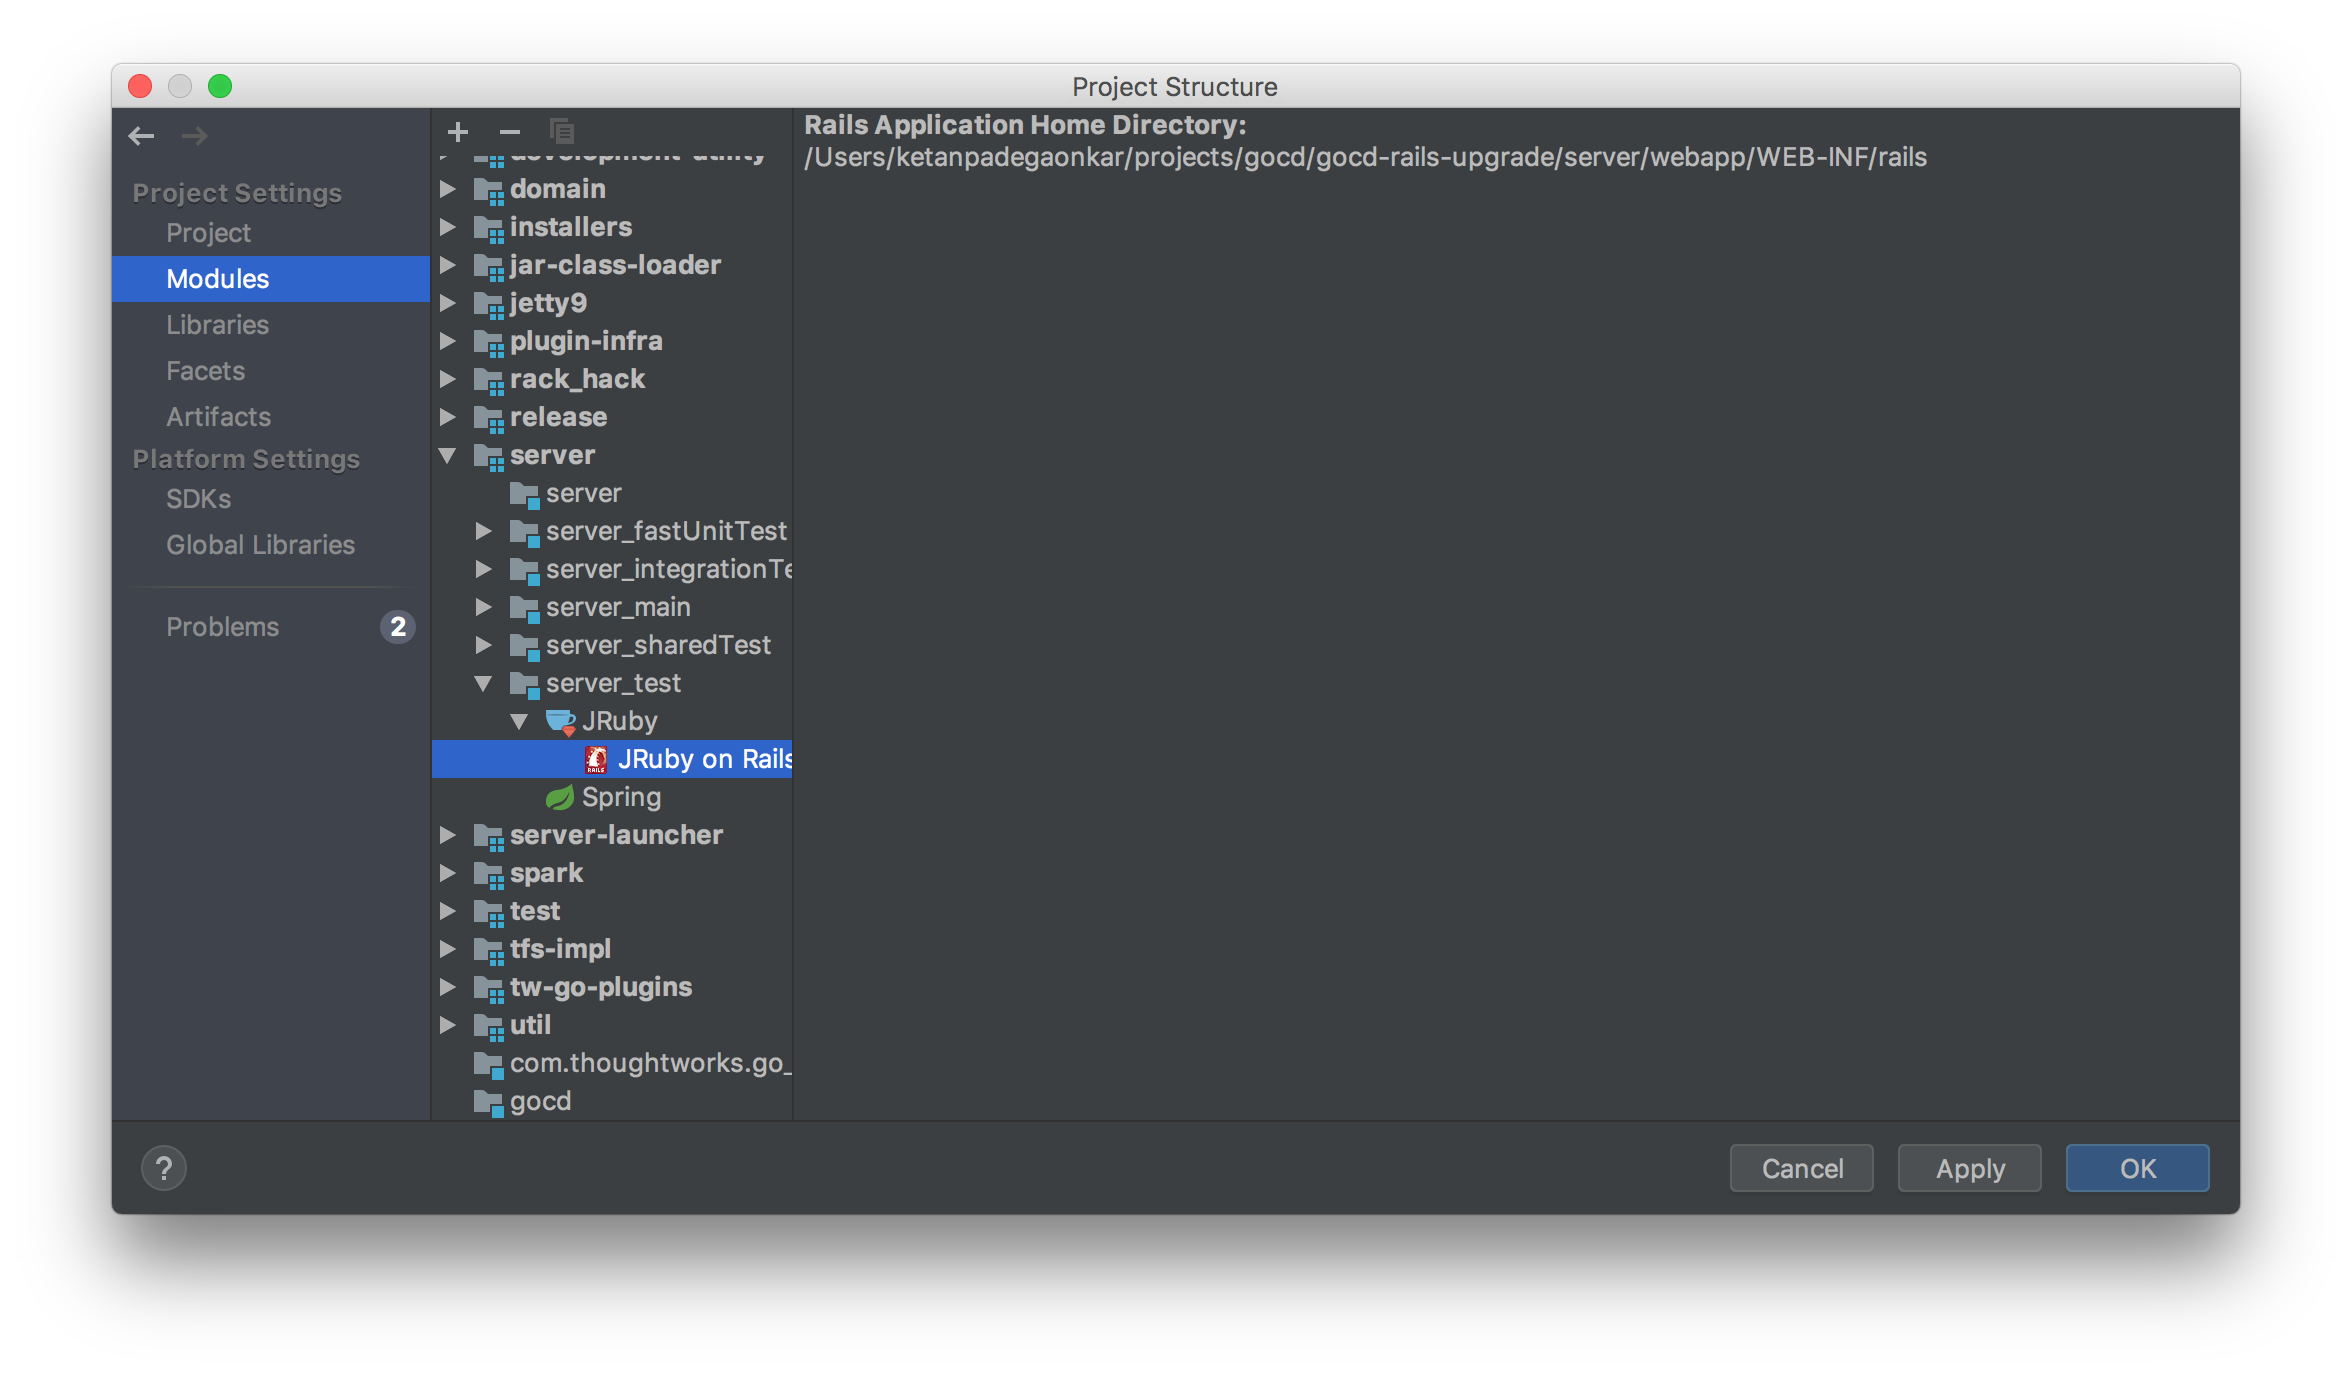 Project Structure
Project Settings
Project
Modules
Libraries
Facets
Artifacts
Platform Settings
SDKs
Global Libraries
Problems 2
development-utility
domain
installers
jar-class-loader
jetty9
plugin-infra
rack_hack
release
server
server
server_fastUnitTest
server_integrationTe
server_main
server_sharedTest
server_test
JRuby
JRuby on Rails
Spring
server-launcher
spark
test
tfs-impl
tw-go-plugins
util
com.thoughtworks.go_
gocd
Rails Application Home Directory:
/Users/ketanpadegaonkar/projects/gocd/gocd-rails-upgrade/server/webapp/WEB-INF/rails
?
Cancel
Apply
OK